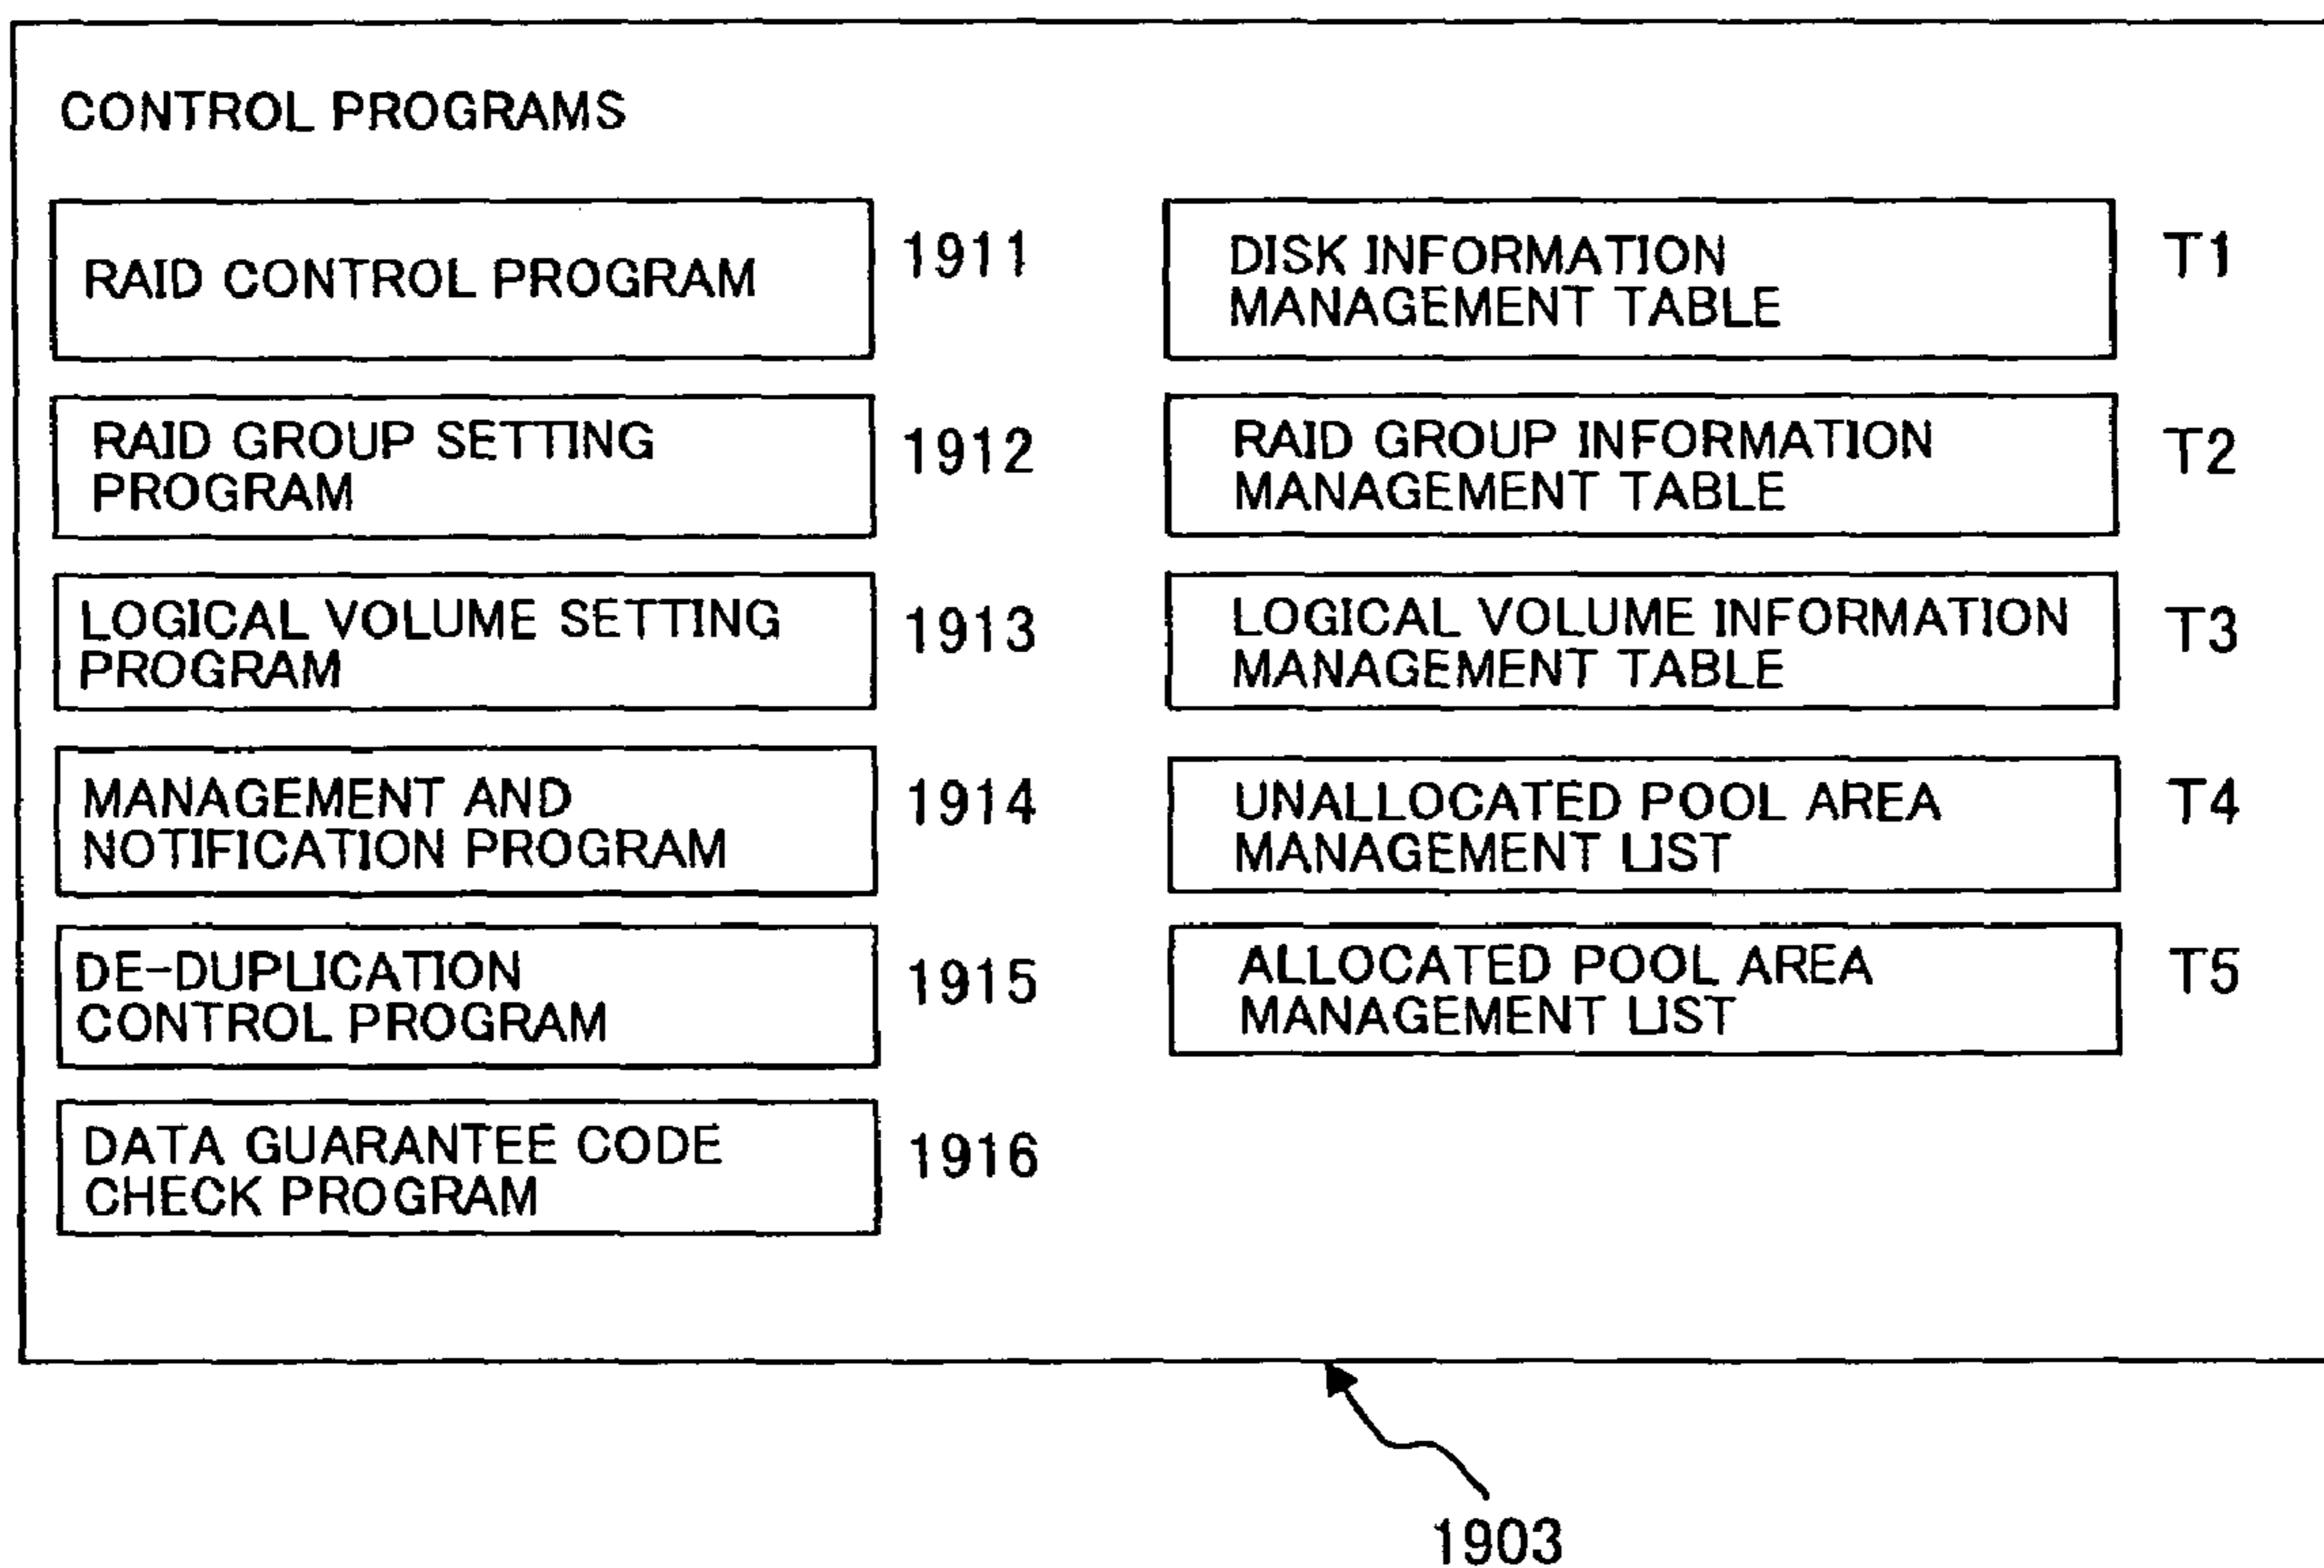 CONTROL PROGRAMS
RAID CONTROL PROGRAM
1911
RAID GROUP SETTING
PROGRAM
1912
LOGICAL VOLUME SETTING
PROGRAM
1913
MANAGEMENT AND
NOTIFICATION PROGRAM
1914
DE-DUPLICATION
CONTROL PROGRAM
1915
DATA GUARANTEE CODE
CHECK PROGRAM
1916
DISK INFORMATION
MANAGEMENT TABLE
T1
RAID GROUP INFORMATION
MANAGEMENT TABLE
T2
LOGICAL VOLUME INFORMATION
MANAGEMENT TABLE
T3
UNALLOCATED POOL AREA
MANAGEMENT LIST
T4
ALLOCATED POOL AREA
MANAGEMENT LIST
T5
1903